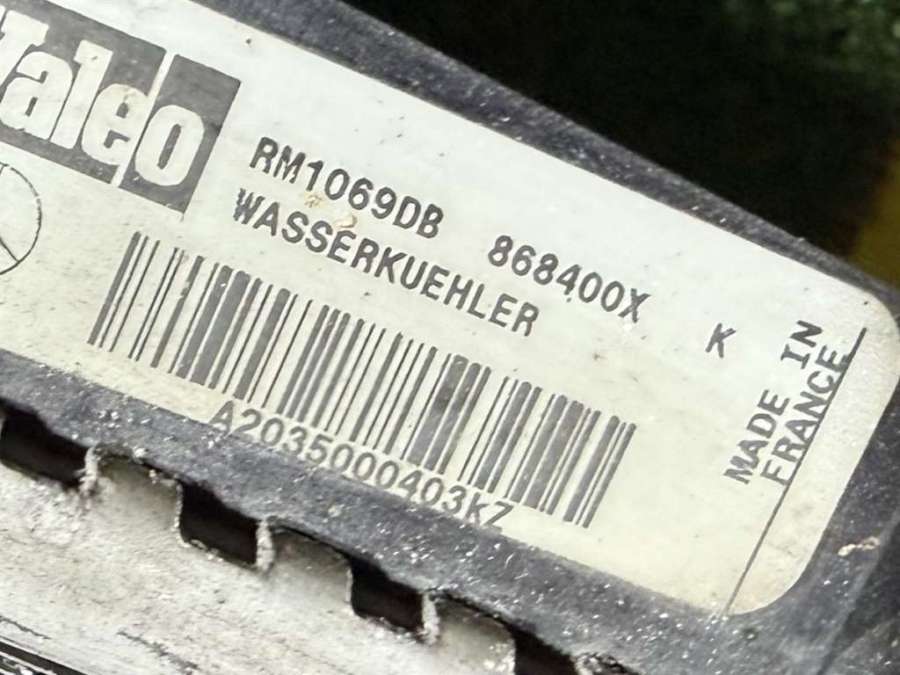 Valeo
RM1069DB 868400X K
WASSERKUEHLER
A2035000403KZ
MADE IN
FRANCE